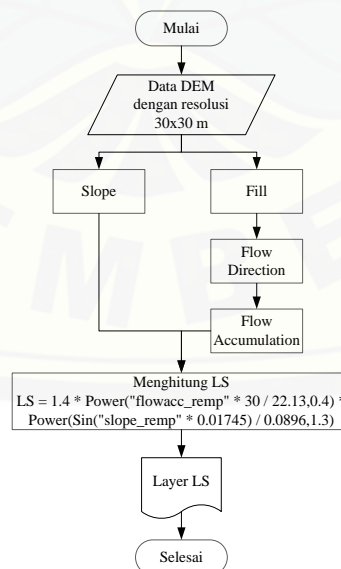 Mulai
Data DEM
dengan resolusi
30x30 m
Slope
Fill
Flow
Direction
Flow
Accumulation
Menghitung LS
LS = 1.4 * Power("flowacc_remp" * 30 / 22.13,0.4) *
Power(Sin("slope_remp" * 0.01745) / 0.0896,1.3)
Layer LS
Selesai